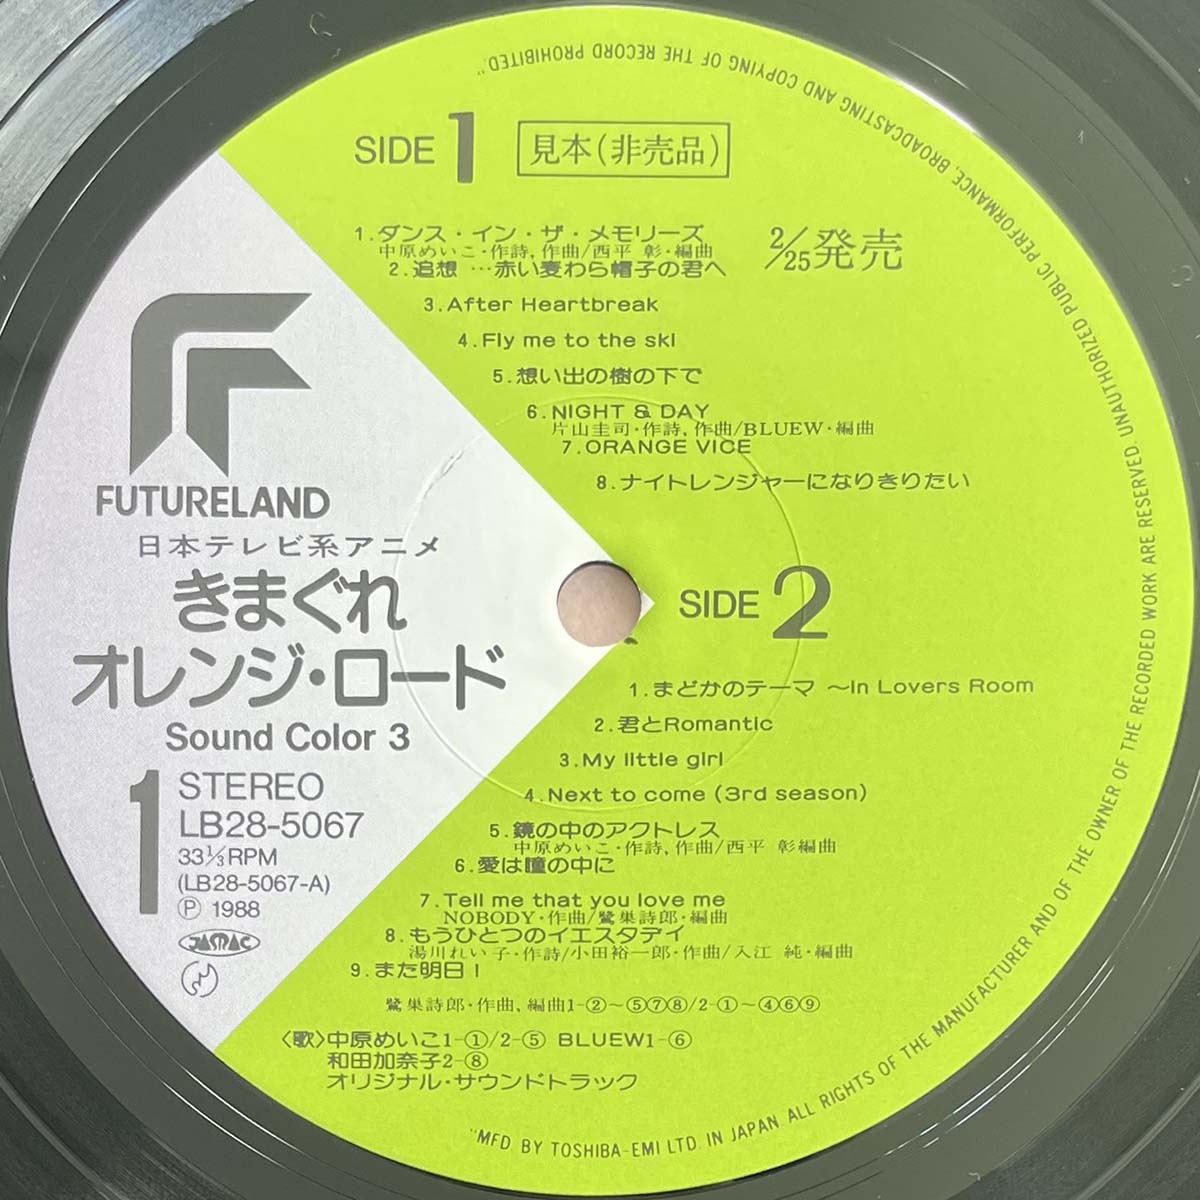 SIDE 1 見本(非売品)
1.ダンス・イン・ザ・メモリーズ
中原めいこ・作詩,作曲/西平 彰・編曲
2/25発売
2.追想 …赤い麦わら帽子の君へ
3.After Heartbreak
4.Fly me to the ski
5.想い出の樹の下で
6.NIGHT & DAY
片山圭司・作詩,作曲/BLUEW・編曲
7.ORANGE VICE
8.ナイトレンジャーになりきりたい
FUTURELAND
日本テレビ系アニメ
きまぐれ
オレンジ・ロード
Sound Color 3
1
STEREO
LB28-5067
33⅓RPM
(LB28-5067-A)
Ⓟ 1988
JASRAC
SIDE 2
1.まどかのテーマ 〜In Lovers Room
2.君とRomantic
3.My little girl
4.Next to come (3rd season)
5.鏡の中のアクトレス
中原めいこ・作詩,作曲/西平 彰編曲
6.愛は瞳の中に
7.Tell me that you love me
NOBODY・作曲/鷺巣詩郎・編曲
8.もうひとつのイエスタデイ
湯川れい子・作詩/小田裕一郎・作曲/入江 純・編曲
9.また明日!
鷺巣詩郎・作曲,編曲1-②〜⑤⑦⑧/2-①〜④⑥⑨
〈歌〉中原めいこ1-①/2-⑤ BLUEW1-⑥
和田加奈子2-⑧
オリジナル・サウンドトラック
"MFD BY TOSHIBA-EMI LTD. IN JAPAN ALL RIGHTS OF THE MANUFACTURER AND OF THE OWNER OF THE RECORDED WORK ARE RESERVED. UNAUTHORIZED PUBLIC PERFORMANCE, BROADCASTING AND COPYING OF THE RECORD PROHIBITED."